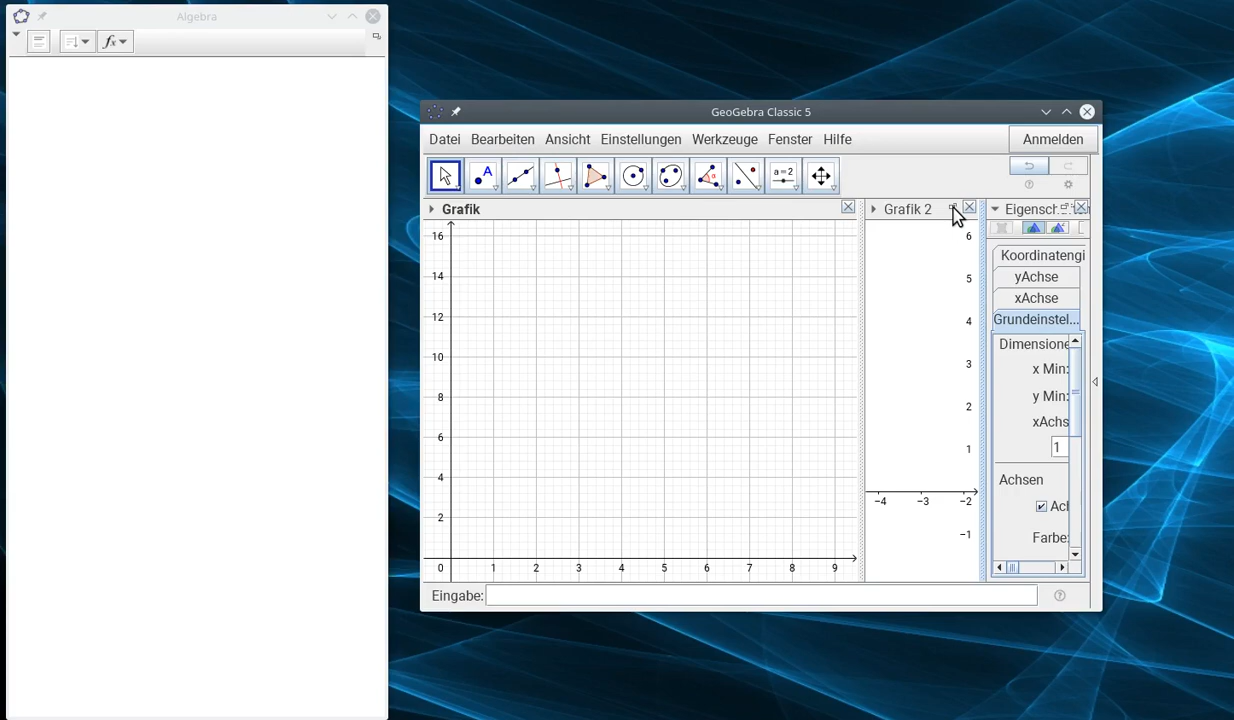 Algebra
fx
GeoGebra Classic 5
Datei Bearbeiten Ansicht Einstellungen Werkzeuge Fenster Hilfe
Anmelden
A
α
a=2
Grafik
Grafik 2
16
14
12
10
8
6
4
2
0 1 2 3 4 5 6 7 8 9
6
5
4
3
2
1
−4 −3 −2
−1
Koordinatengi
yAchse
xAchse
Grundeinstel...
Dimensione
x Min:
y Min:
xAchs
1
Achsen
Farbe:
Eingabe: